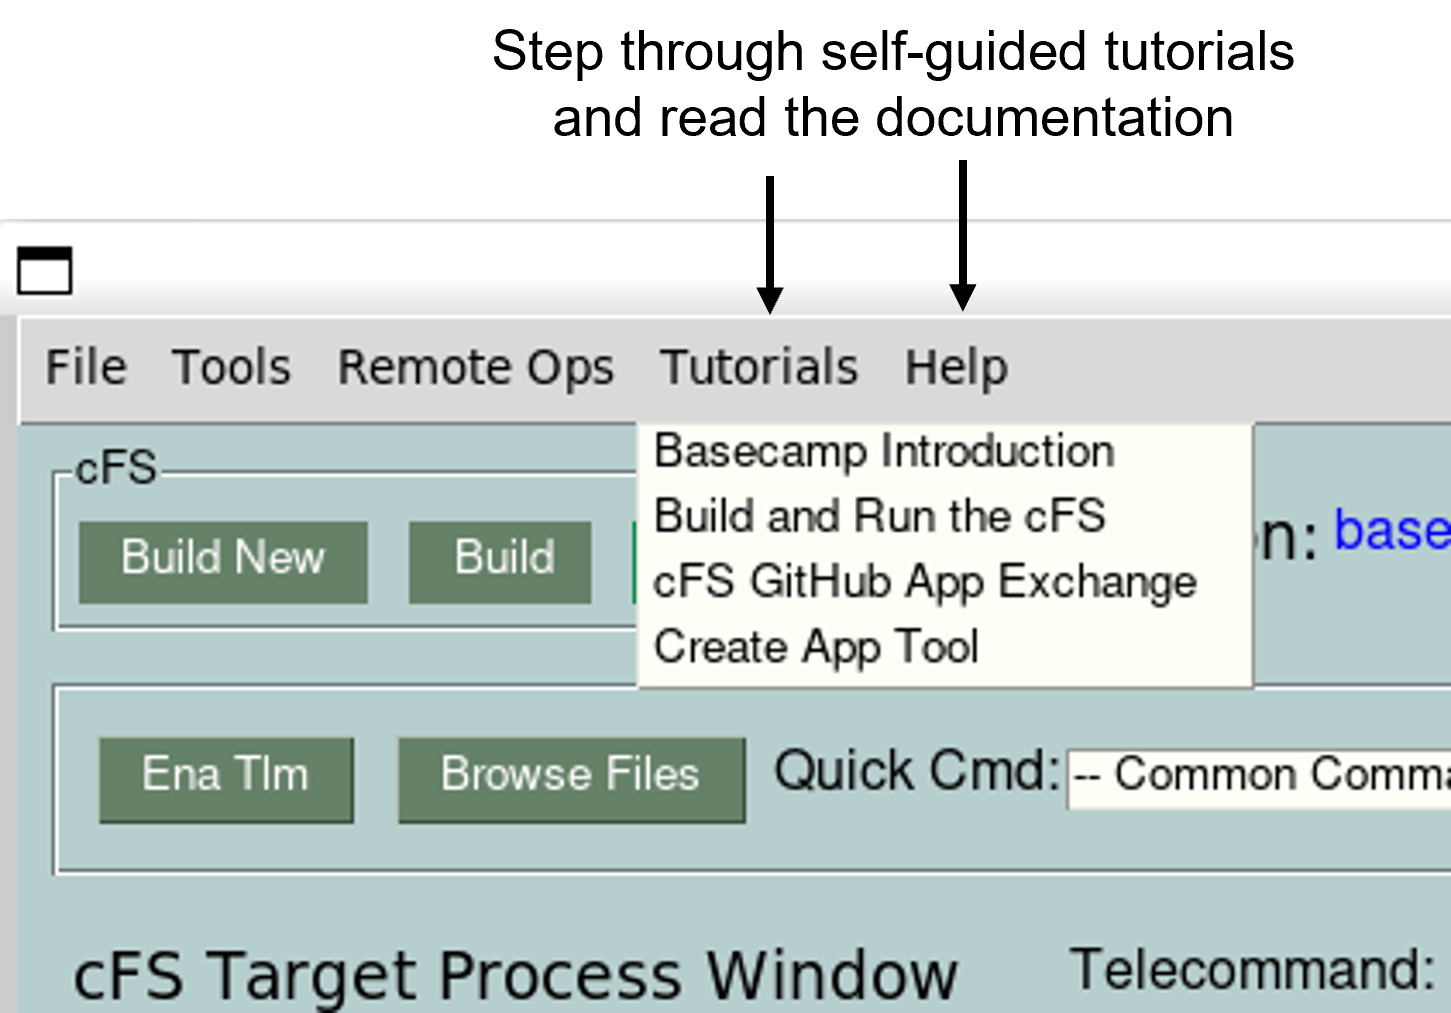 Step through self-guided tutorials
and read the documentation
File Tools Remote Ops Tutorials Help
cFS
Basecamp Introduction
Build and Run the cFS
cFS GitHub App Exchange
Create App Tool
Build New Build
on: base
Ena Tlm Browse Files Quick Cmd: -- Common Comma
cFS Target Process Window Telecommand: